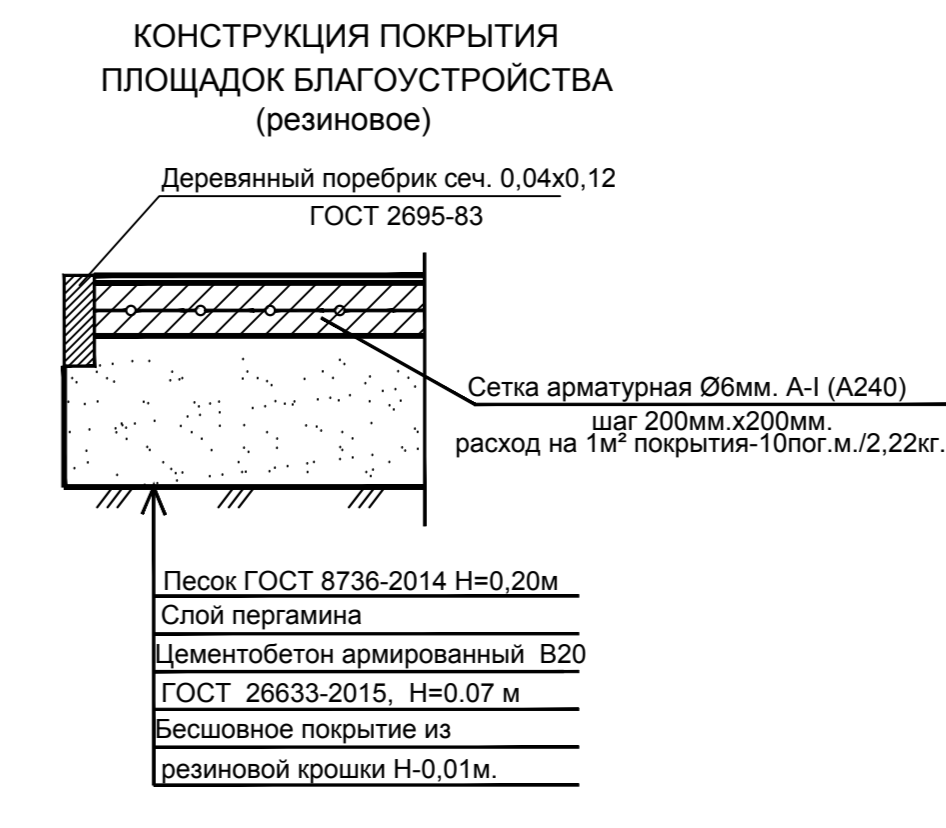 КОНСТРУКЦИЯ ПОКРЫТИЯ
ПЛОЩАДОК БЛАГОУСТРОЙСТВА
(резиновое)
Деревянный поребрик сеч. 0,04х0,12
ГОСТ 2695-83
Сетка арматурная Ø6мм. А-I (А240)
шаг 200мм.х200мм.
расход на 1м² покрытия-10пог.м./2,22кг.
Песок ГОСТ 8736-2014 Н=0,20м
Слой пергамина
Цементобетон армированный В20
ГОСТ 26633-2015, Н=0.07 м
Бесшовное покрытие из
резиновой крошки Н-0,01м.